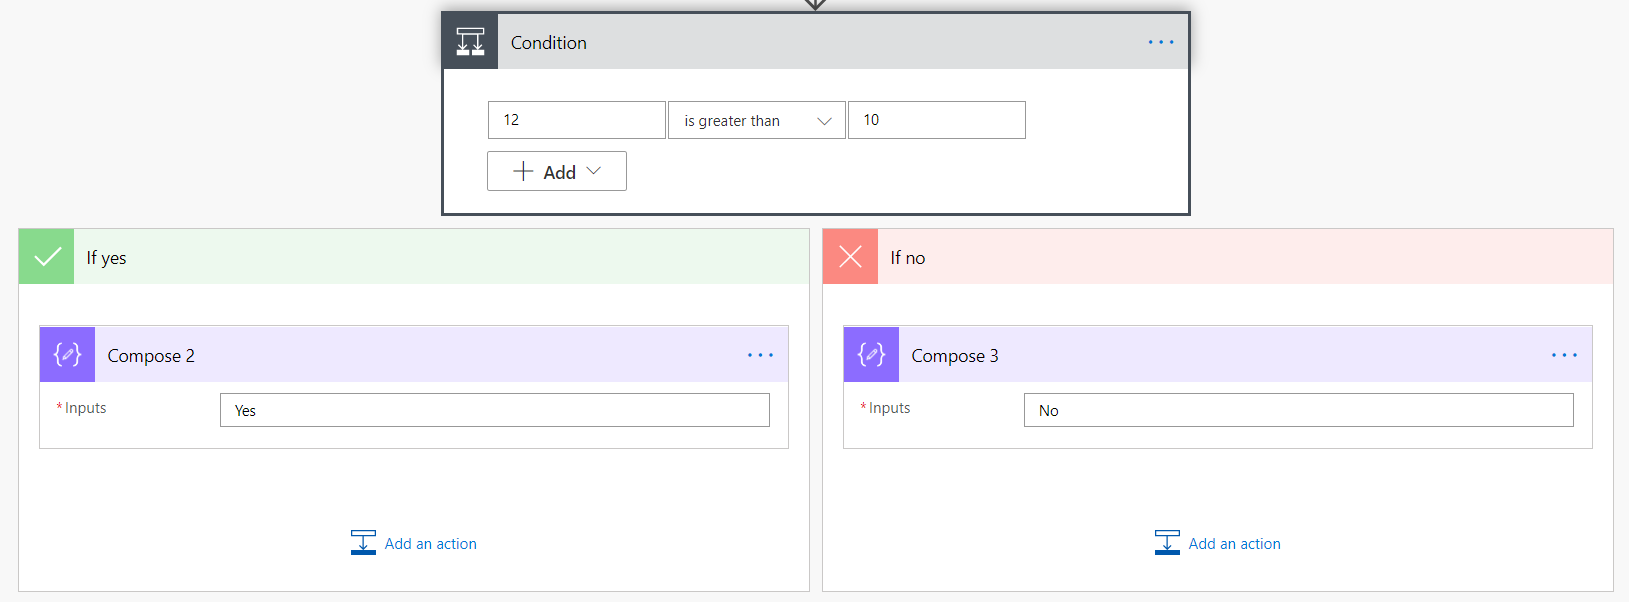 Condition
12
is greater than
10
Add
If yes
Compose 2
*Inputs
Yes
Add an action
If no
Compose 3
*Inputs
No
Add an action